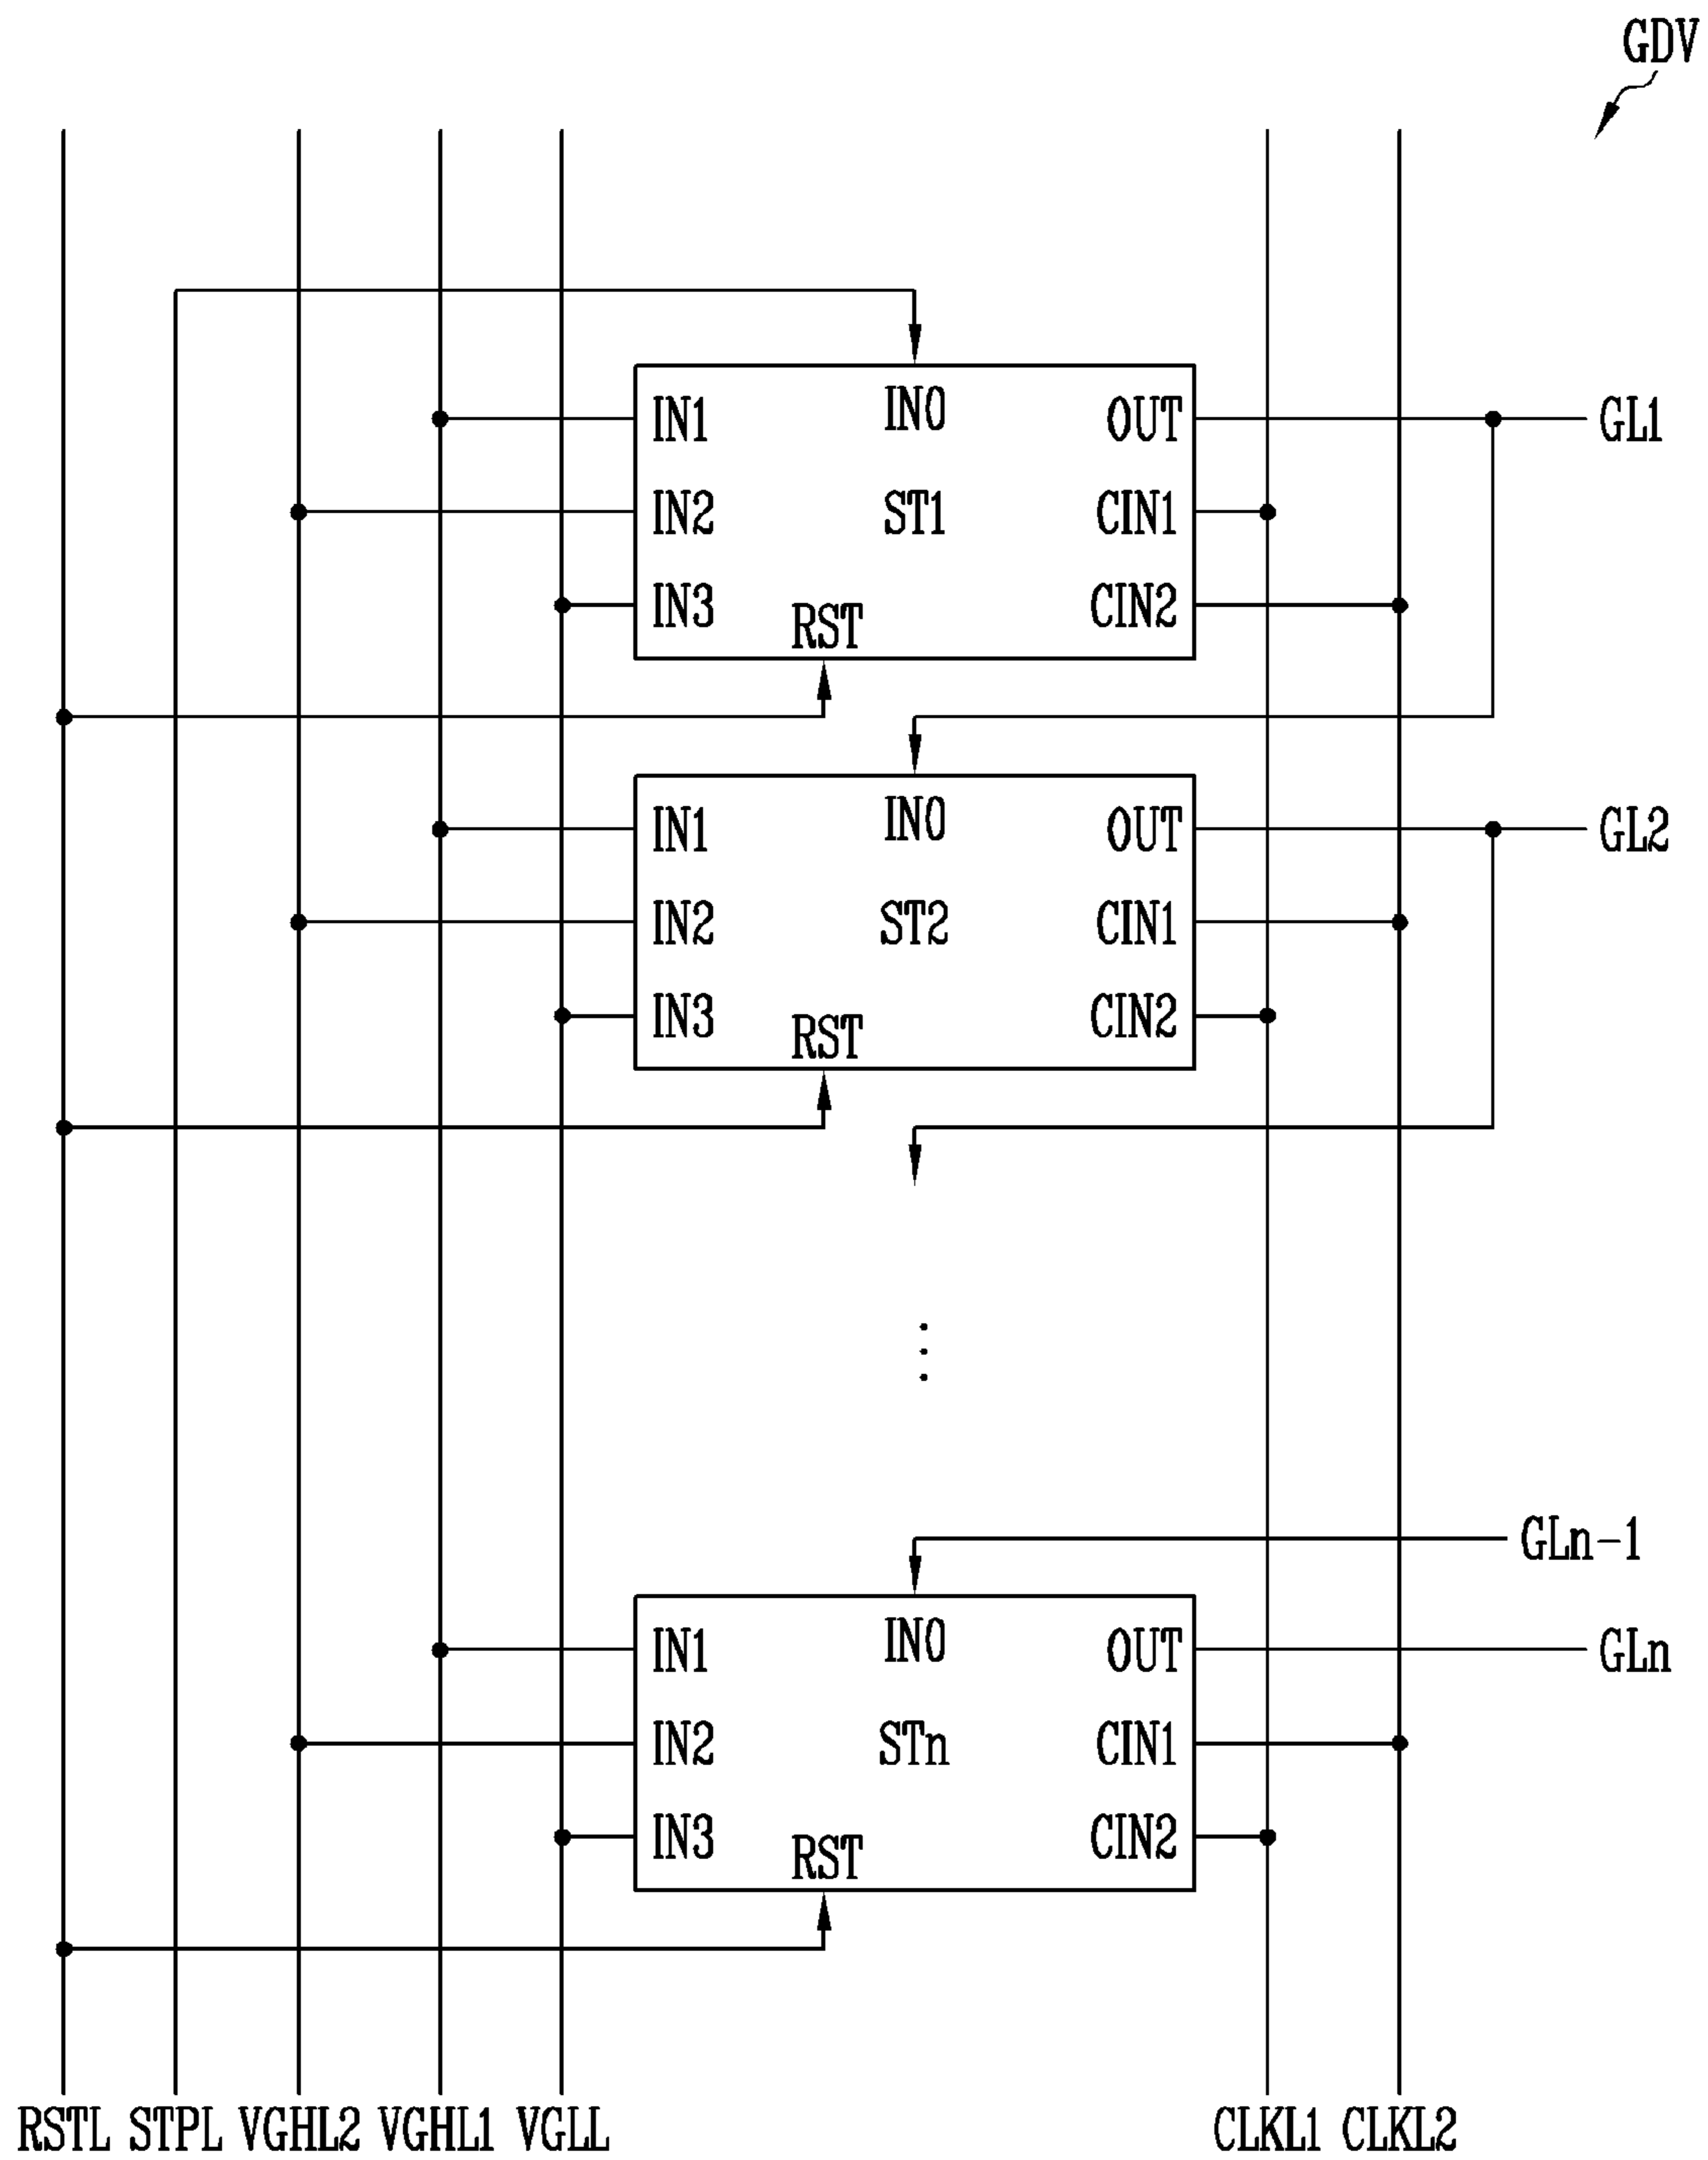 GDV
IN1 IN0 OUT GL1
IN2 ST1 CIN1
IN3 RST CIN2
IN1 IN0 OUT GL2
IN2 ST2 CIN1
IN3 RST CIN2
GLn-1
IN1 IN0 OUT GLn
IN2 STn CIN1
IN3 RST CIN2
RSTL STPL VGHL2 VGHL1 VGLL CLKL1 CLKL2